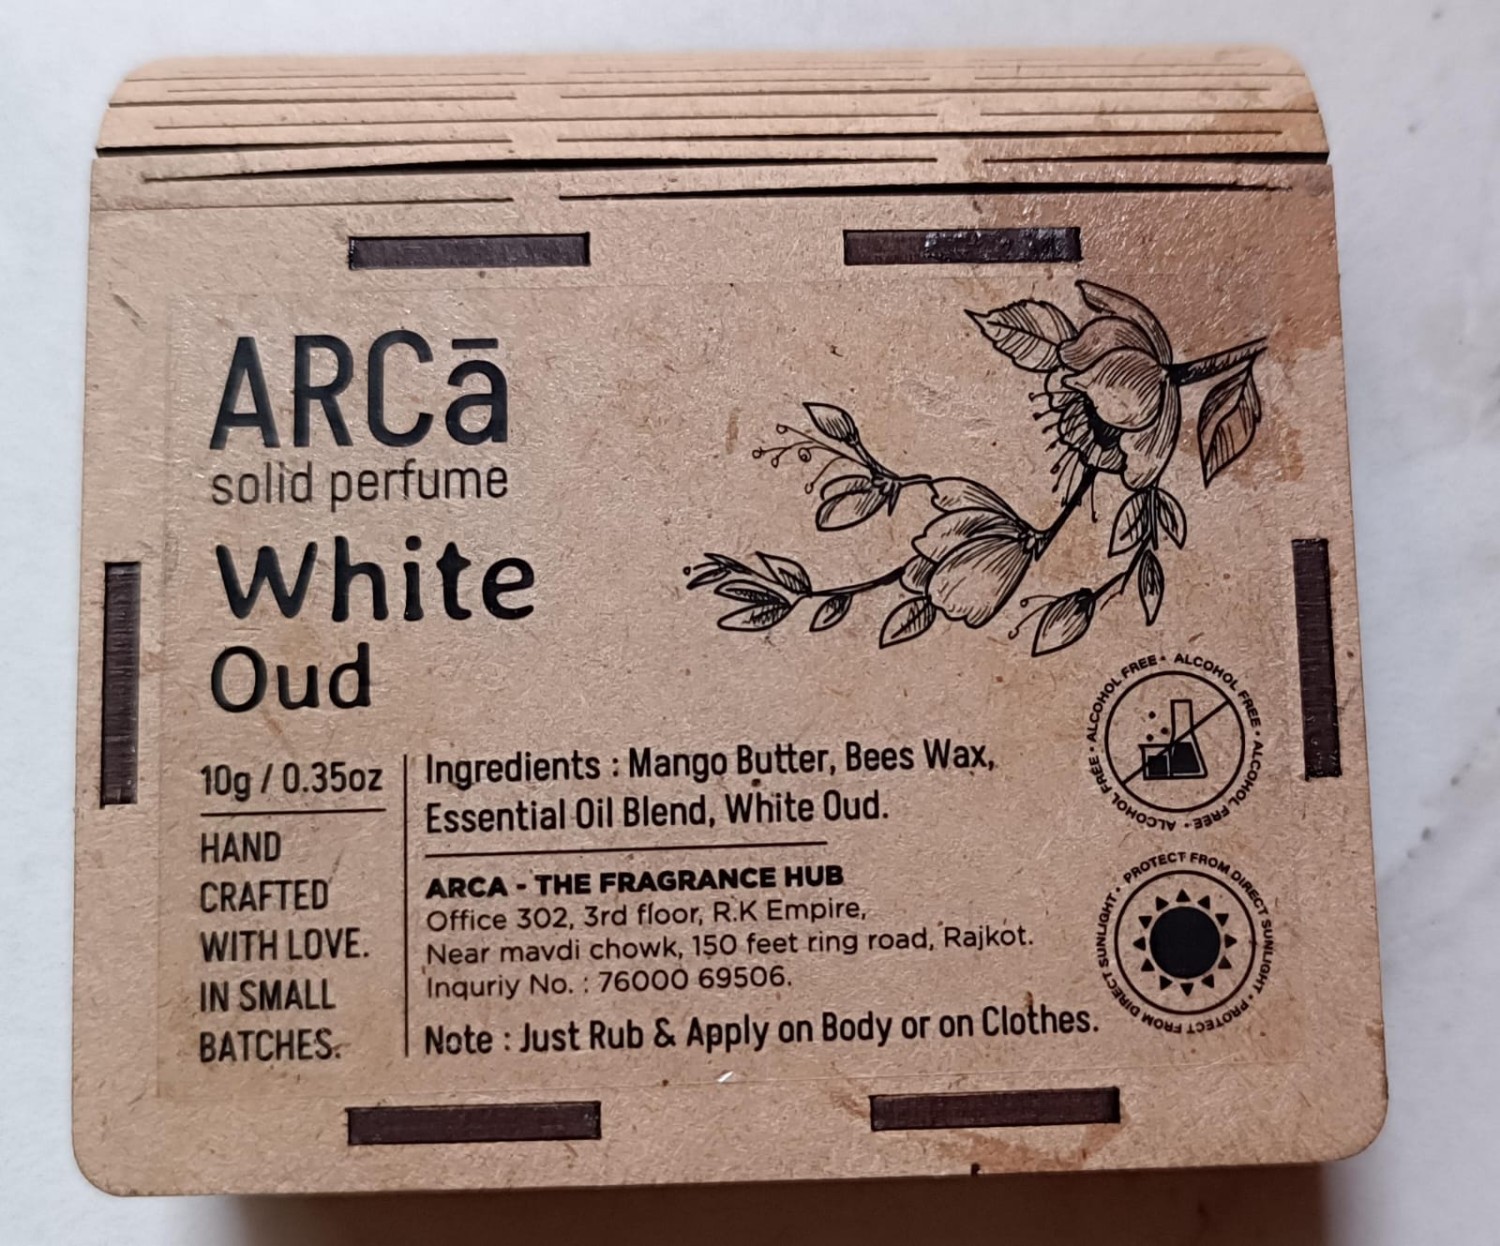 ARCā
solid perfume
White
Oud
10g / 0.35oz
HAND
CRAFTED
WITH LOVE.
IN SMALL
BATCHES.
Ingredients : Mango Butter, Bees Wax,
Essential Oil Blend, White Oud.
ARCA - THE FRAGRANCE HUB
Office 302, 3rd floor, R.K Empire,
Near mavdi chowk, 150 feet ring road, Rajkot.
Inquriy No. : 76000 69506.
Note : Just Rub & Apply on Body or on Clothes.
ALCOHOL FREE • ALCOHOL FREE • ALCOHOL FREE • ALCOHOL FREE •
PROTECT FROM DIRECT SUNLIGHT • PROTECT FROM DIRECT SUNLIGHT •